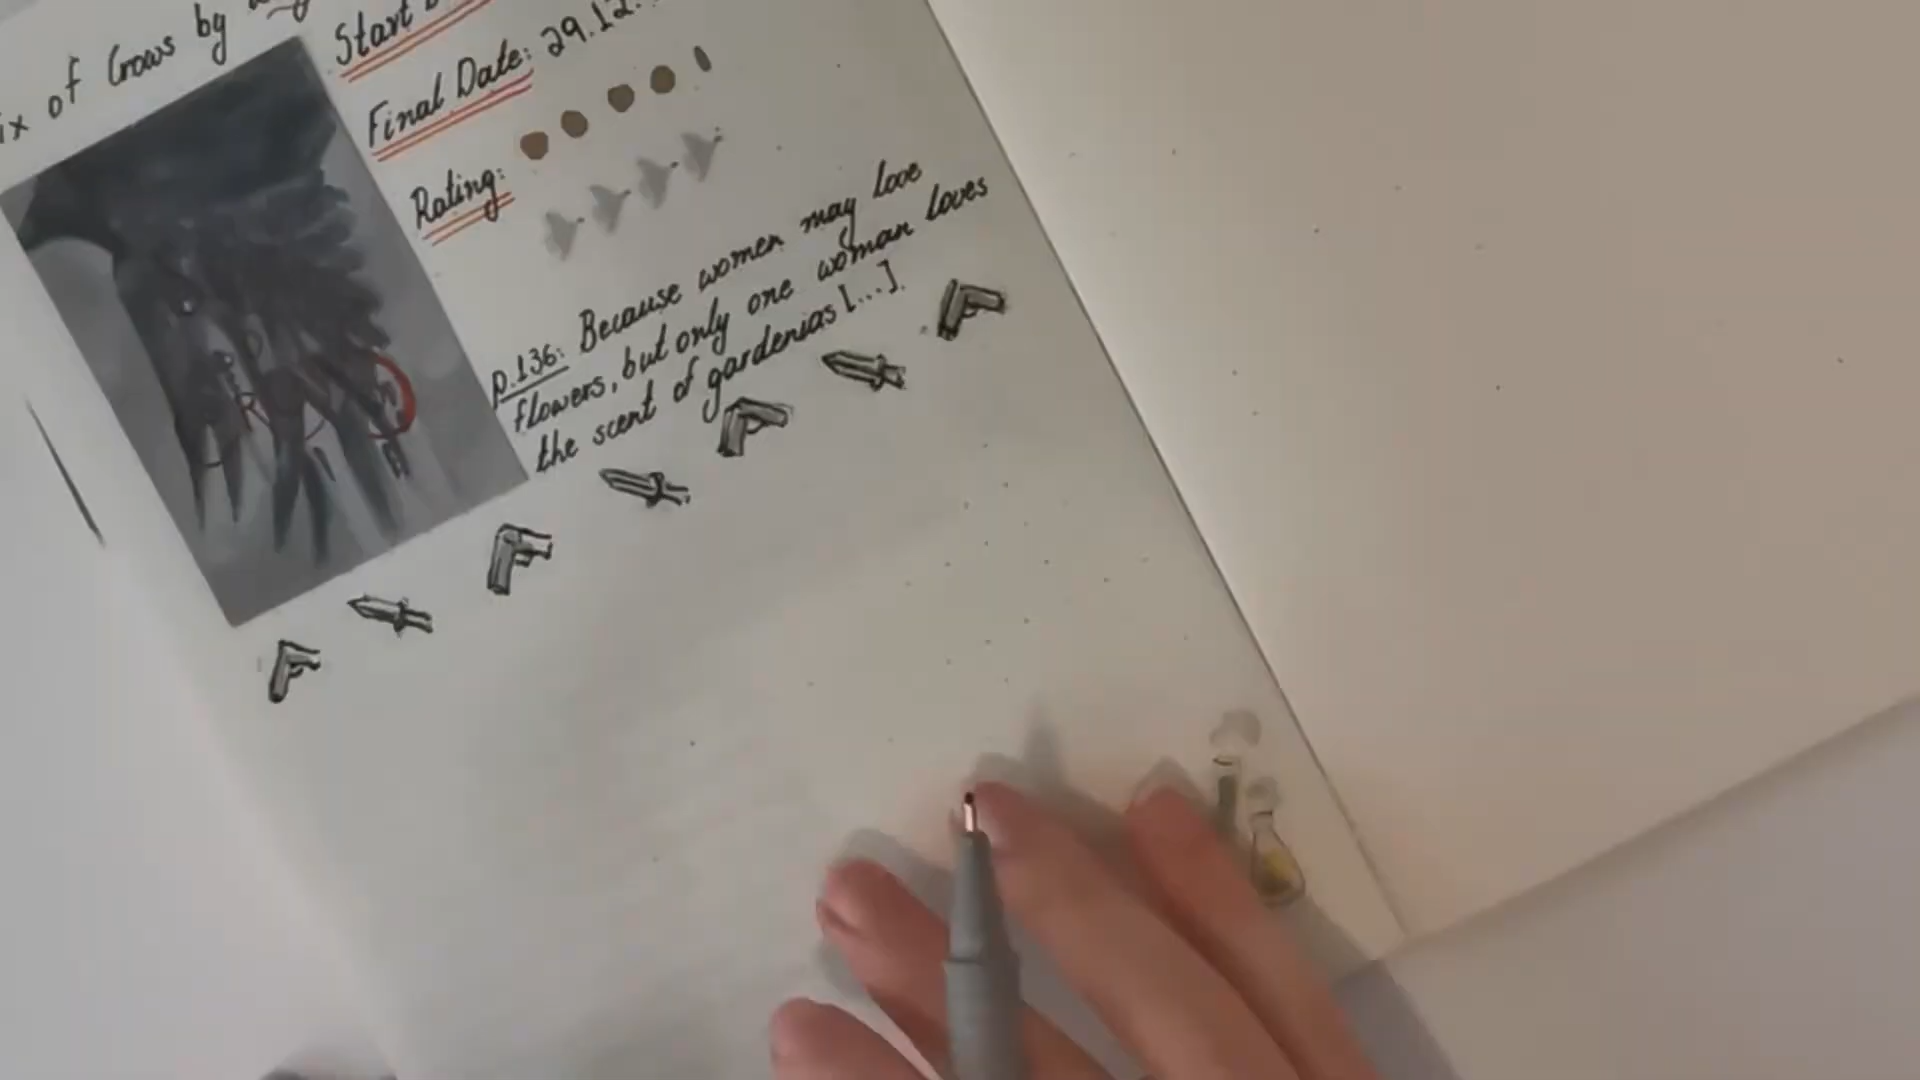 ix of Crows by
Start
Final Date: 29.12.
Rating:
p.136: Because women may love
flowers, but only one woman loves
the scent of gardenias [...].